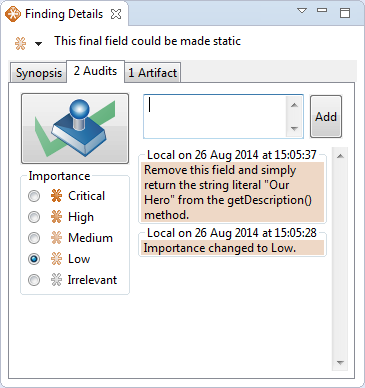 Finding Details
This final field could be made static
Synopsis 2 Audits 1 Artifact
Add
Importance
Critical
High
Medium
Low
Irrelevant
Local on 26 Aug 2014 at 15:05:37
Remove this field and simply
return the string literal "Our
Hero" from the getDescription()
method.
Local on 26 Aug 2014 at 15:05:28
Importance changed to Low.